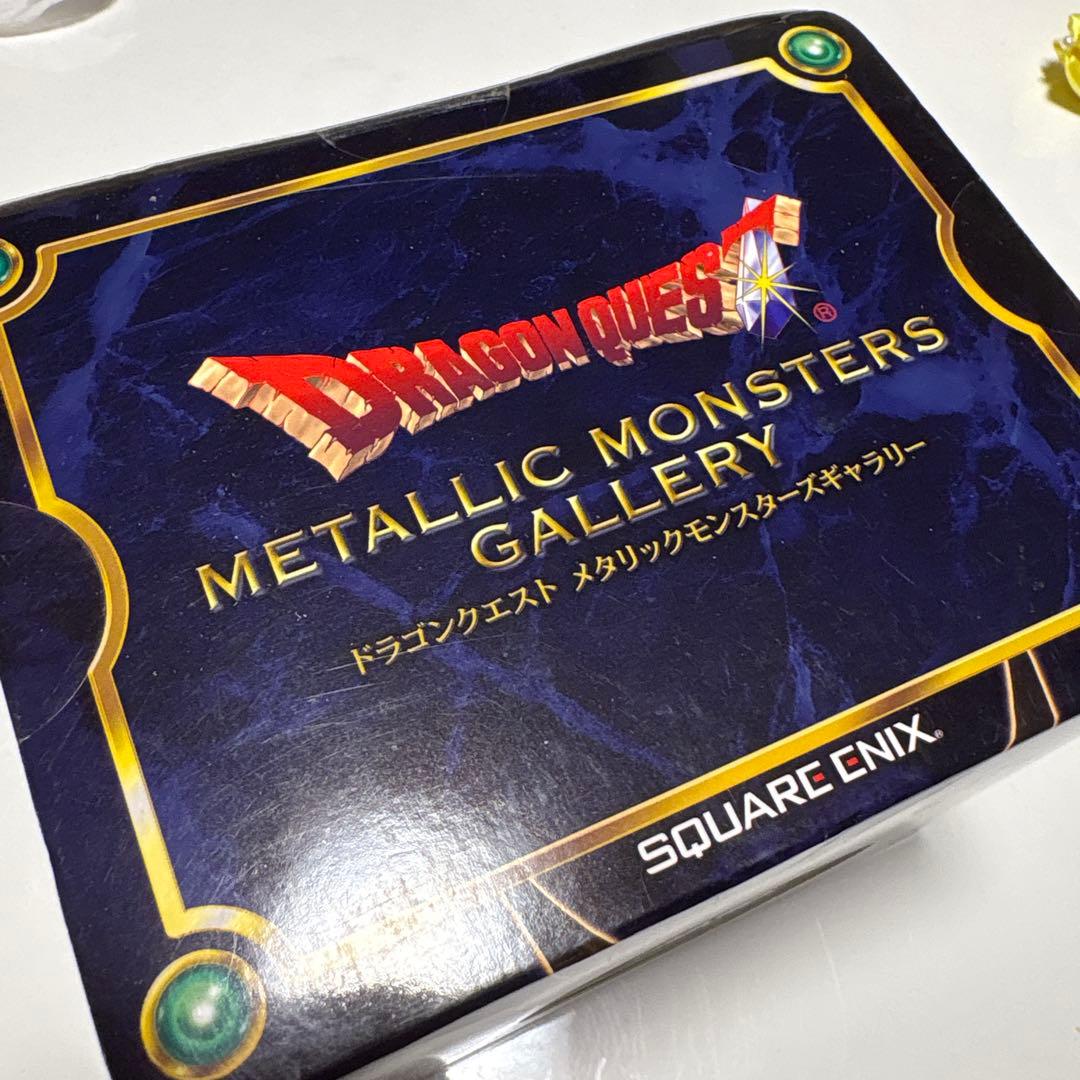 DRAGON QUEST®
METALLIC MONSTERS
GALLERY
ドラゴンクエスト メタリックモンスターズギャラリー
SQUARE ENIX®